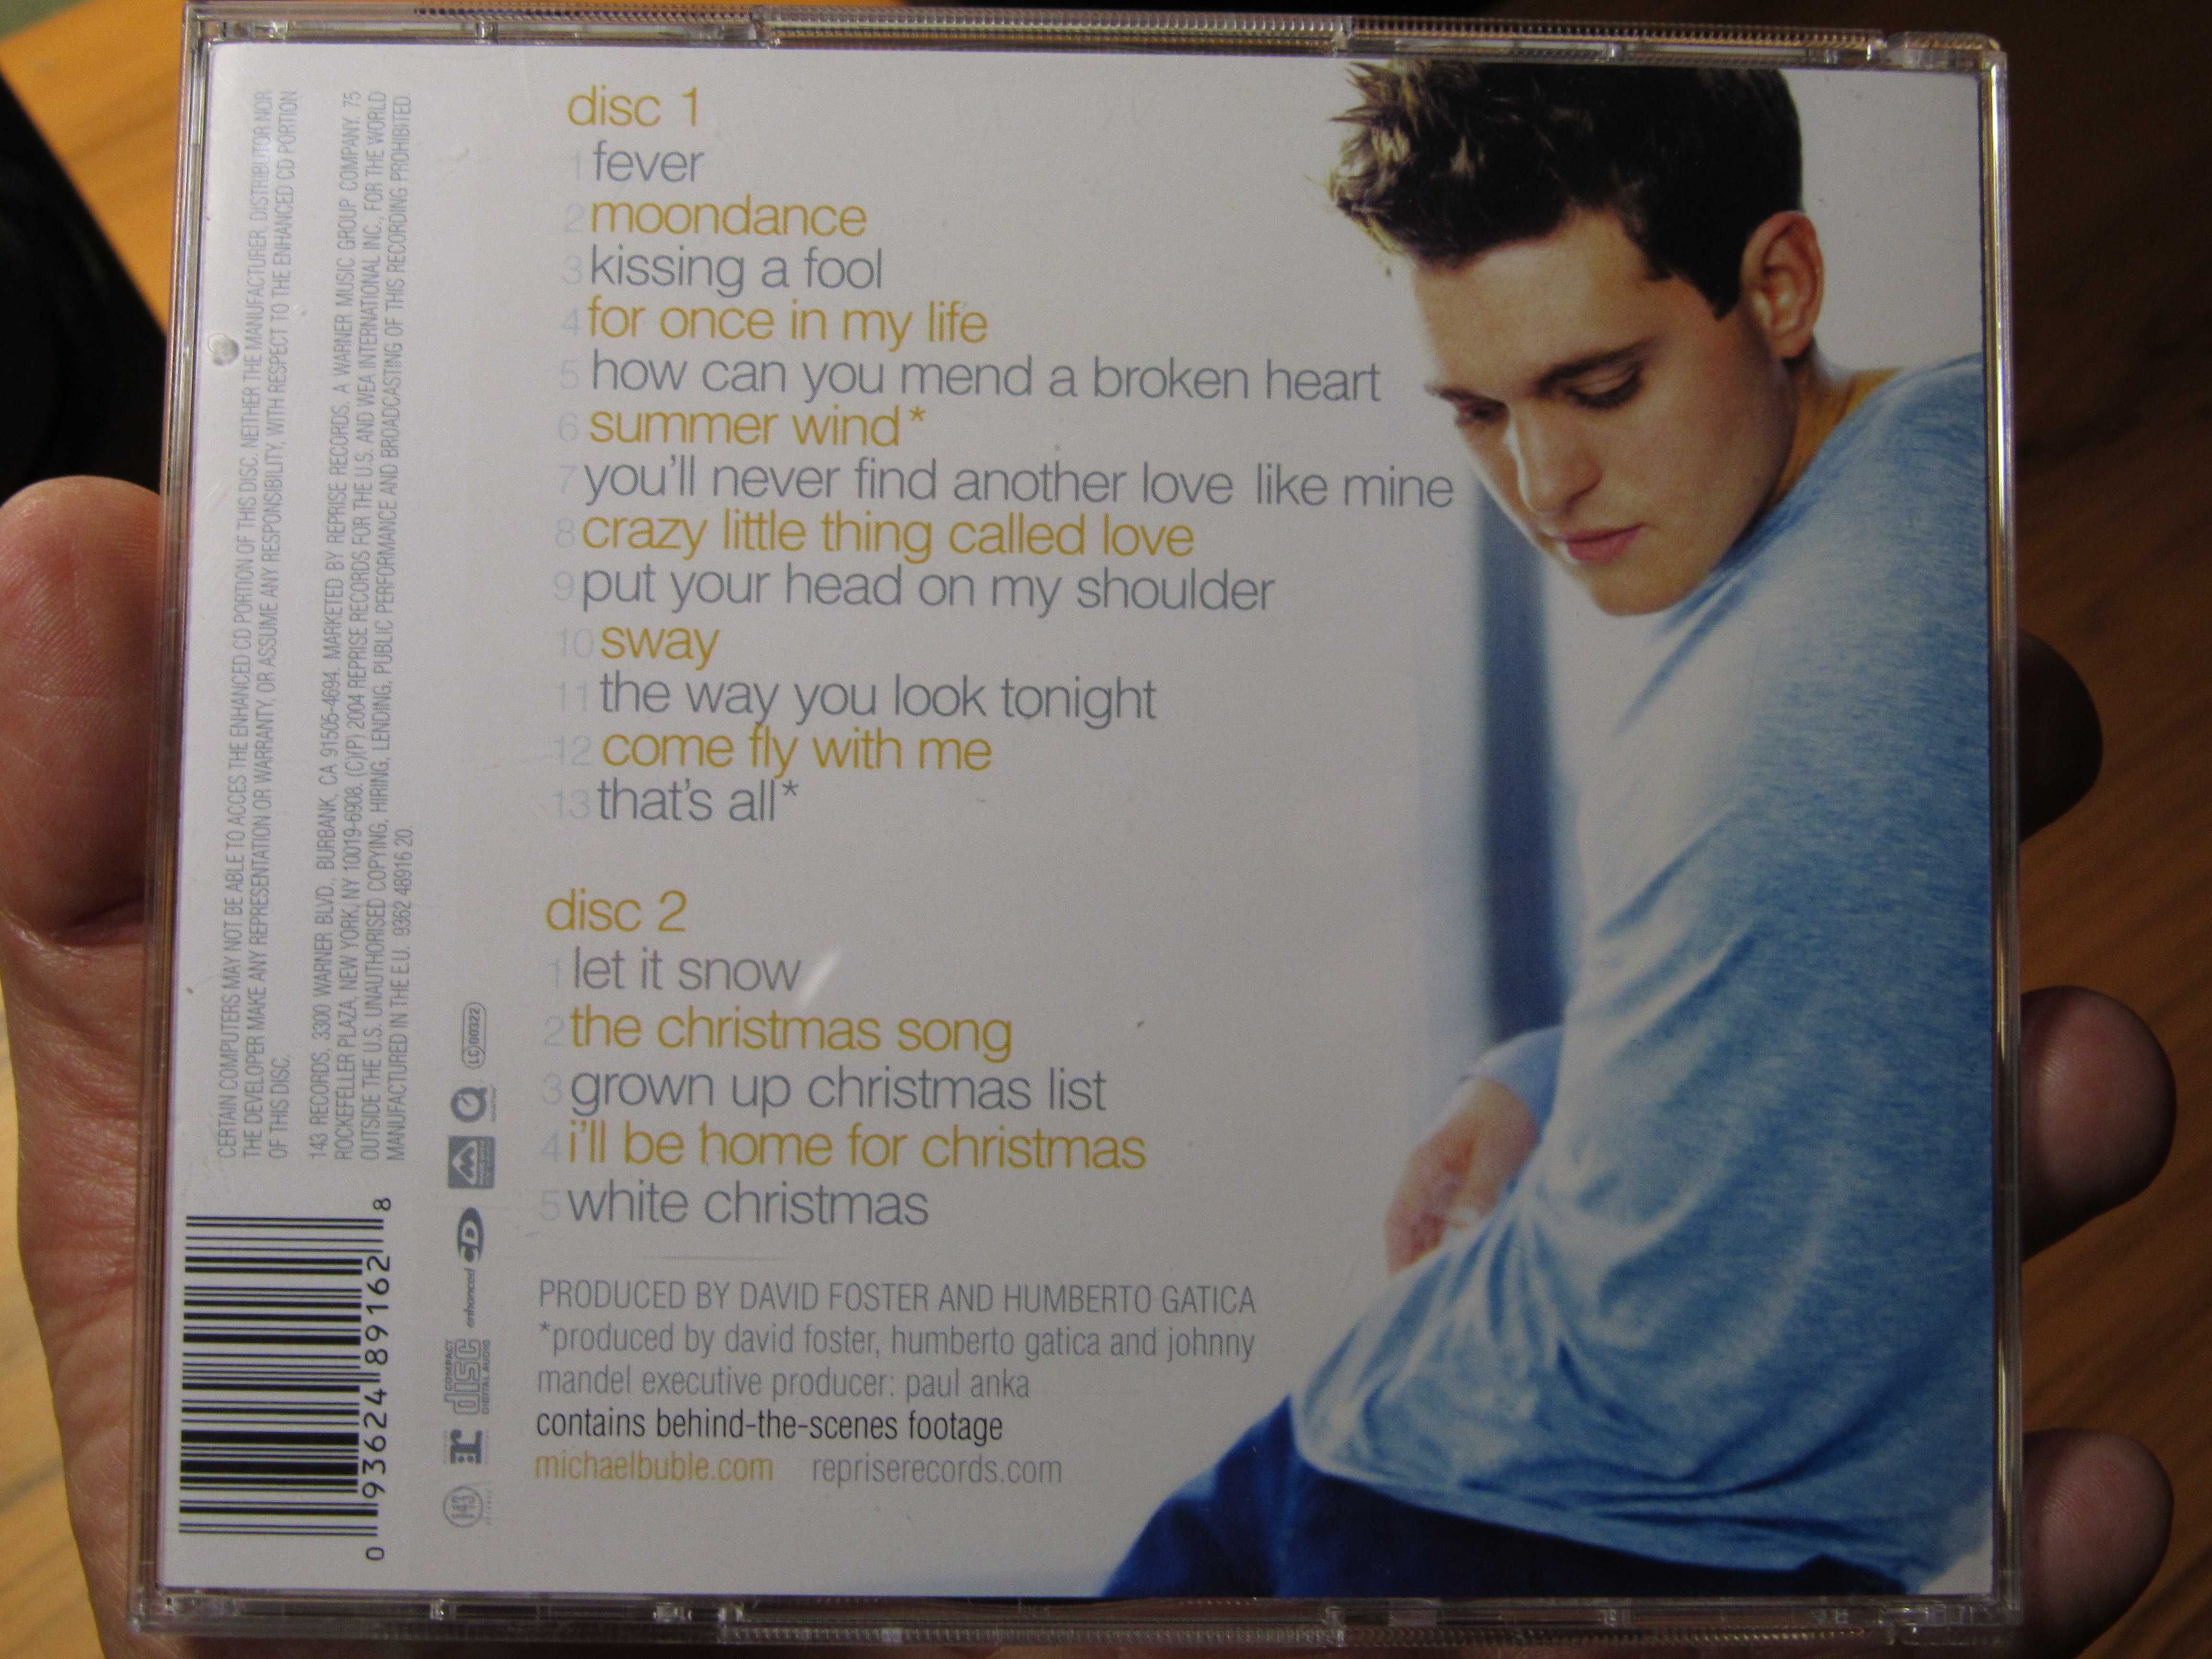 disc 1
1 fever
2 moondance
3 kissing a fool
4 for once in my life
5 how can you mend a broken heart
6 summer wind*
7 you'll never find another love like mine
8 crazy little thing called love
9 put your head on my shoulder
10 sway
11 the way you look tonight
12 come fly with me
13 that's all*
disc 2
1 let it snow
2 the christmas song
3 grown up christmas list
4 i'll be home for christmas
5 white christmas
PRODUCED BY DAVID FOSTER AND HUMBERTO GATICA
*produced by david foster, humberto gatica and johnny
mandel executive producer: paul anka
contains behind-the-scenes footage
michaelbuble.com repriserecords.com
CERTAIN COMPUTERS MAY NOT BE ABLE TO ACCES THE ENHANCED CD PORTION OF THIS DISC. NEITHER THE MANUFACTURER, DISTRIBUTOR NOR
THE DEVELOPER MAKE ANY REPRESENTATION OR WARRANTY, OR ASSUME ANY RESPONSIBILITY, WITH RESPECT TO THE ENHANCED CD PORTION
OF THIS DISC.
143 RECORDS, 3300 WARNER BLVD., BURBANK, CA 91505-4694. MARKETED BY REPRISE RECORDS. A WARNER MUSIC GROUP COMPANY. 75
ROCKEFELLER PLAZA, NEW YORK, NY 10019-6908. (C)(P) 2004 REPRISE RECORDS FOR THE U.S. AND WEA INTERNATIONAL INC., FOR THE WORLD
OUTSIDE THE U.S. UNAUTHORISED COPYING, HIRING, LENDING, PUBLIC PERFORMANCE AND BROADCASTING OF THIS RECORDING PROHIBITED.
MANUFACTURED IN THE E.U. 9362 48916 20.
0 93624 89162 8
143
r
COMPACT
disc
DIGITAL AUDIO
enhanced CD
LC 00322